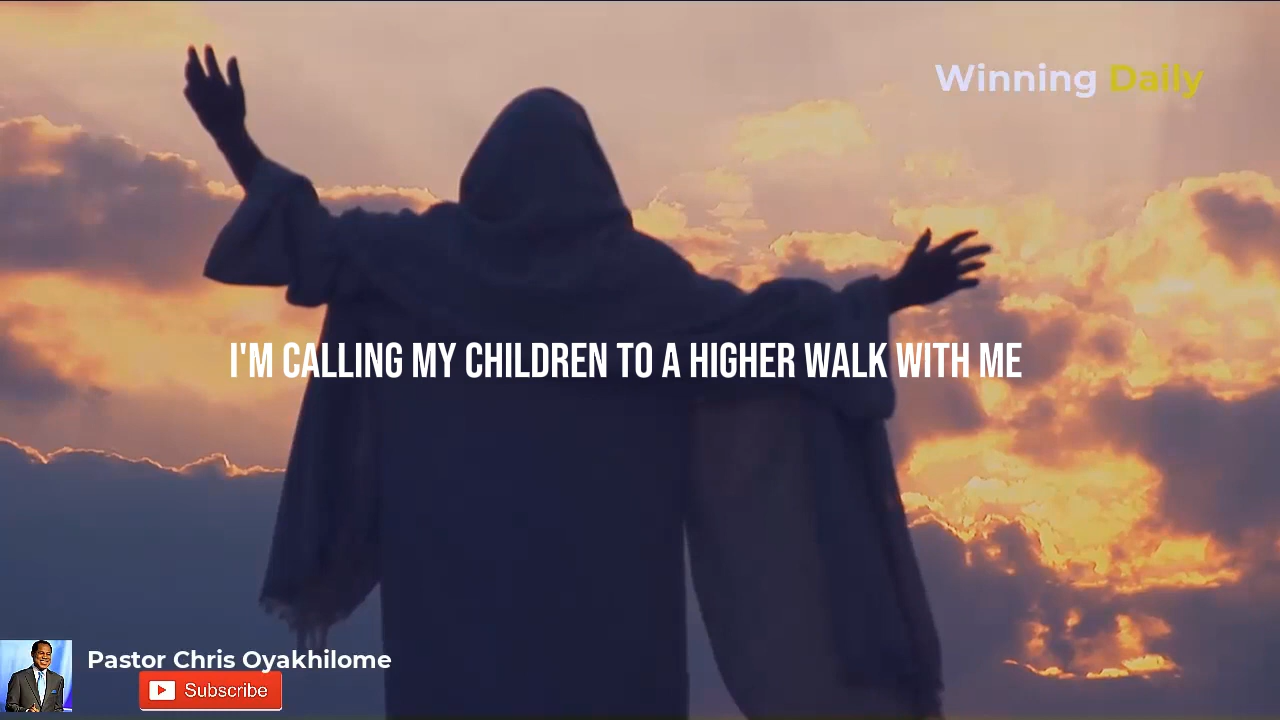 Winning Daily
I'M CALLING MY CHILDREN TO A HIGHER WALK WITH ME
Pastor Chris Oyakhilome
Subscribe